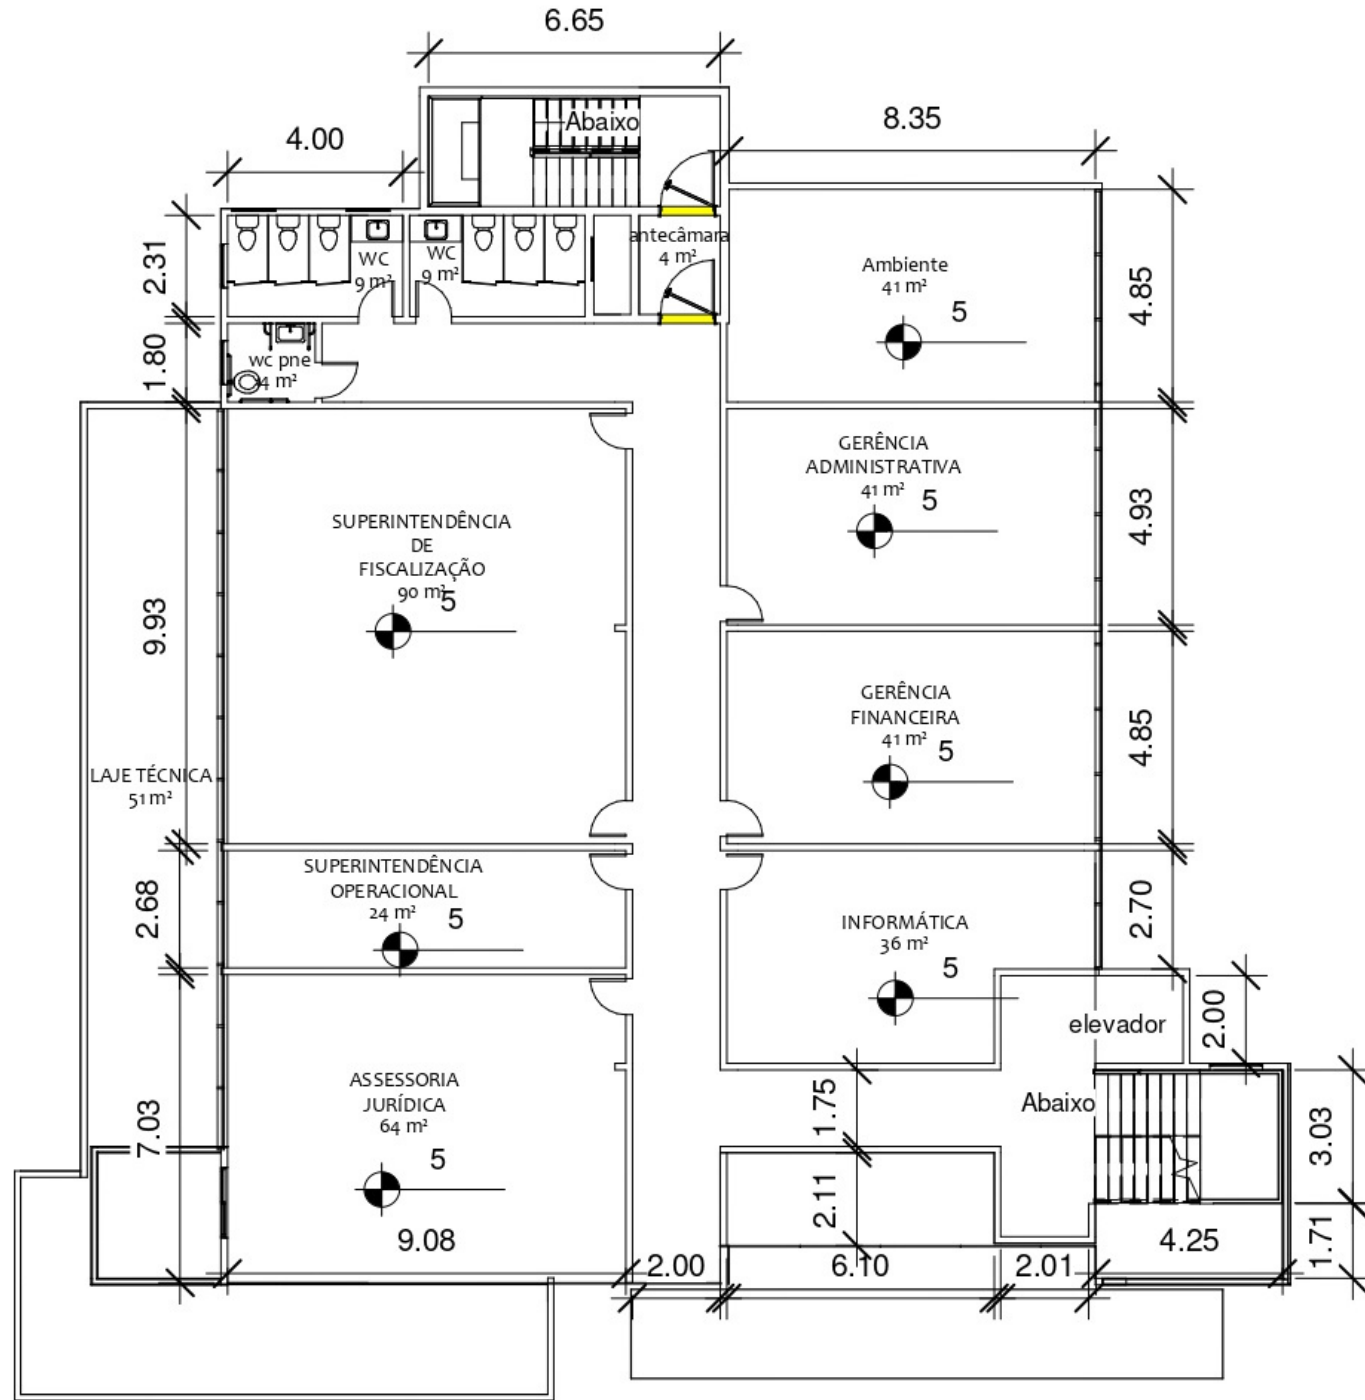 6.65
Abaixo
8.35
4.00
2.31
WC
9 m²
WC
9 m²
antecâmara
4 m²
Ambiente
41 m²
5
4.85
1.80
wc pne
4 m²
GERÊNCIA
ADMINISTRATIVA
41 m²
5
4.93
SUPERINTENDÊNCIA
DE
FISCALIZAÇÃO
90 m²
5
9.93
GERÊNCIA
FINANCEIRA
41 m²
5
4.85
LAJE TÉCNICA
51 m²
SUPERINTENDÊNCIA
OPERACIONAL
24 m²
5
2.68
INFORMÁTICA
36 m²
5
2.70
elevador
2.00
ASSESSORIA
JURÍDICA
64 m²
5
7.03
1.75
Abaixo
3.03
2.11
9.08
2.00
6.10
2.01
4.25
1.71